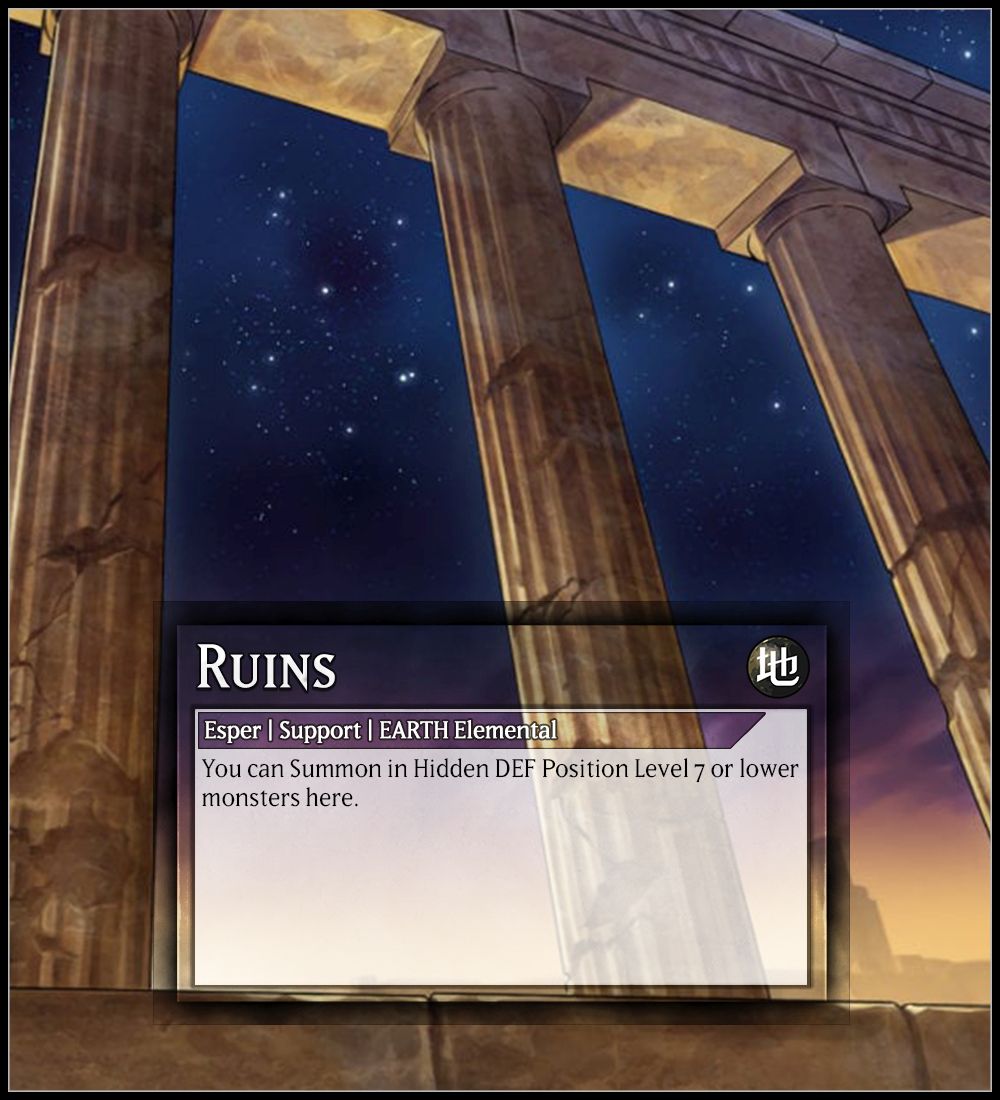 Ruins
地
Esper | Support | EARTH Elemental
You can Summon in Hidden DEF Position Level 7 or lower
monsters here.